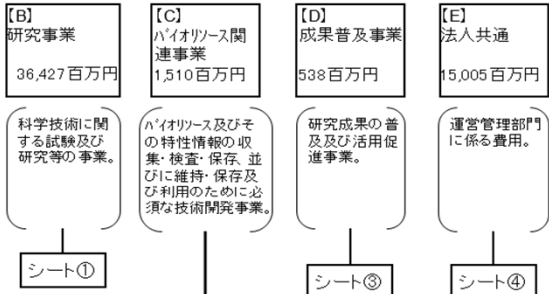 【B】
研究事業
36,427百万円
【C】
バイオリソース関
連事業
1,510百万円
【D】
成果普及事業
538百万円
【E】
法人共通
15,005百万円
科学技術に関
する試験及び
研究等の事業。
バイオリソース及びそ
の特性情報の収
集・検査・保存、並
びに維持・保存及
び利用のために必
須な技術開発事業。
研究成果の普
及及び活用促
進事業。
運営管理部門
に係る費用。
シート①
シート③
シート④